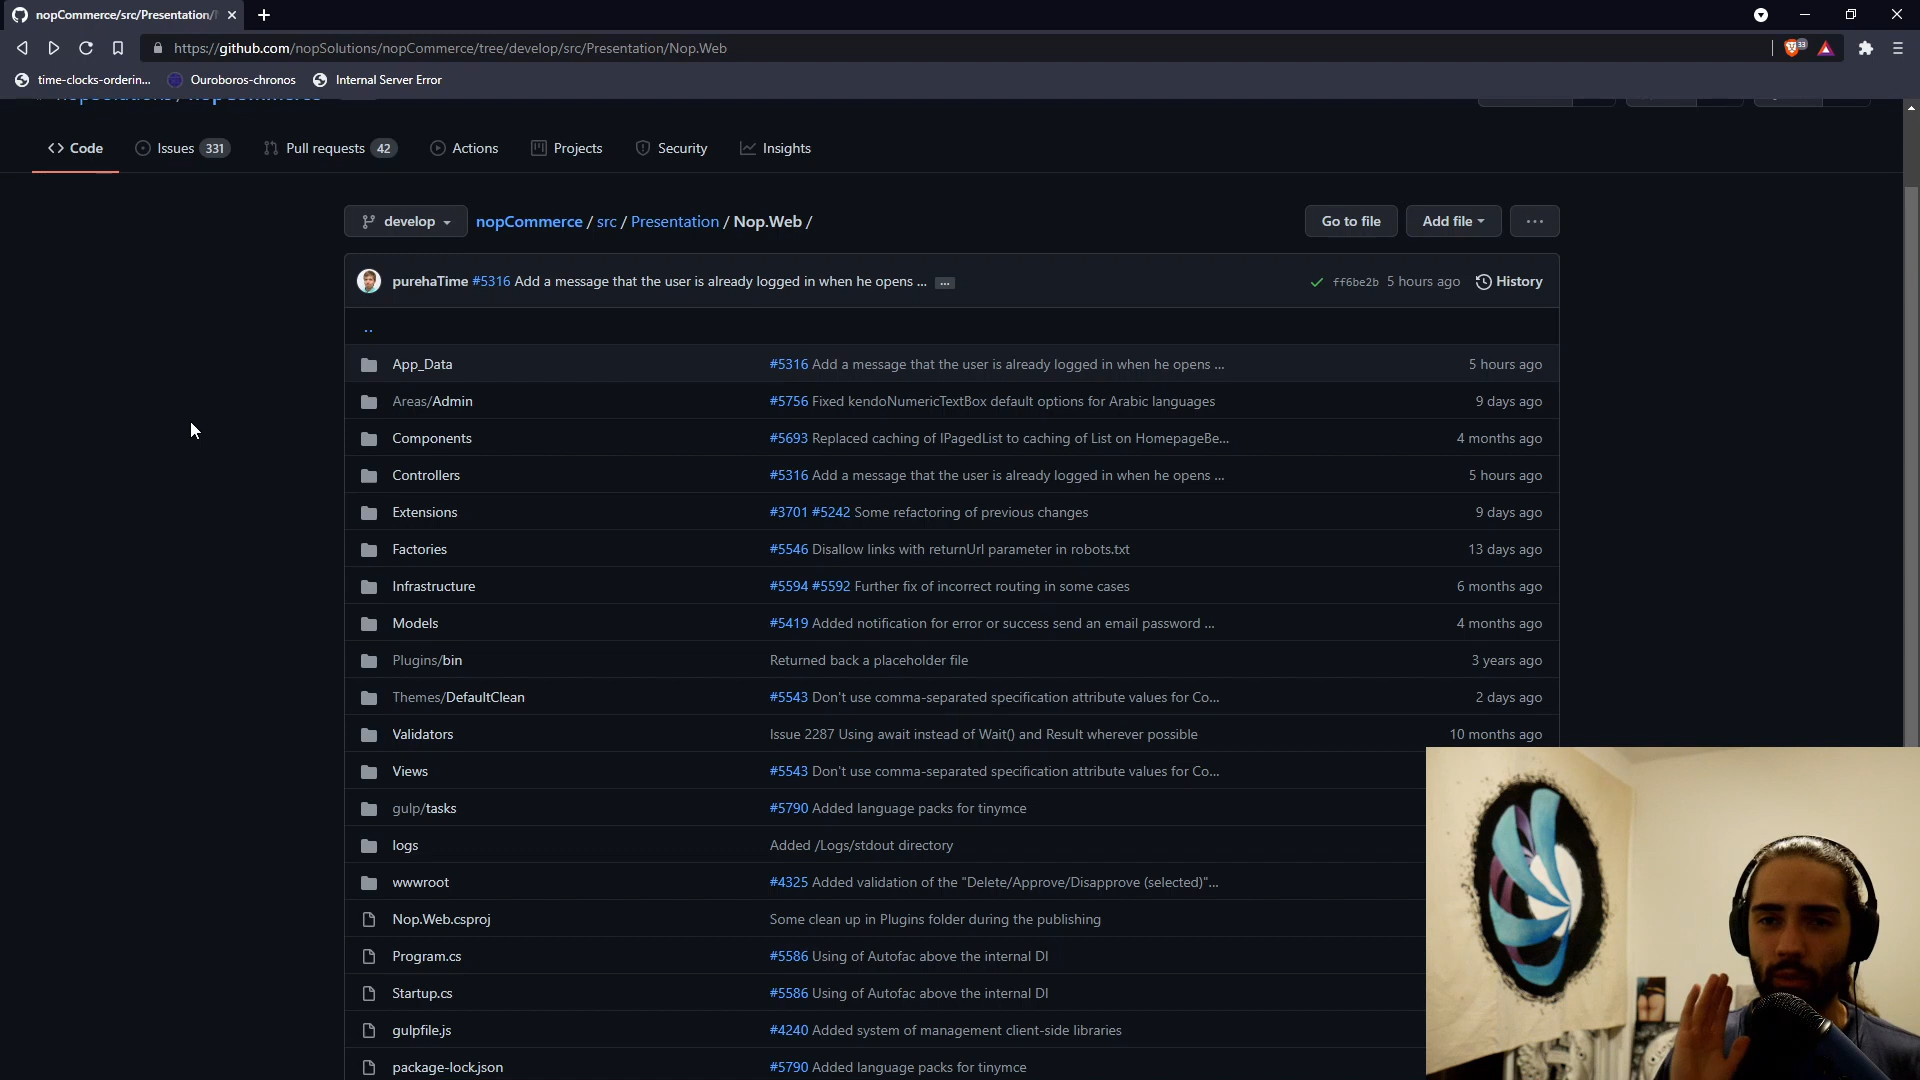 nopCommerce/src/Presentation/
https://github.com/nopSolutions/nopCommerce/tree/develop/src/Presentation/Nop.Web
33
time-clocks-orderin...
Ouroboros-chronos
Internal Server Error
nopSolutions / nopCommerce
Code
Issues 331
Pull requests 42
Actions
Projects
Security
Insights
develop
nopCommerce / src / Presentation / Nop.Web /
Go to file
Add file
...
purehaTime #5316 Add a message that the user is already logged in when he opens ... ...
ff6be2b 5 hours ago
History
..
App_Data #5316 Add a message that the user is already logged in when he opens ... 5 hours ago
Areas/Admin #5756 Fixed kendoNumericTextBox default options for Arabic languages 9 days ago
Components #5693 Replaced caching of IPagedList to caching of List on HomepageBe... 4 months ago
Controllers #5316 Add a message that the user is already logged in when he opens ... 5 hours ago
Extensions #3701 #5242 Some refactoring of previous changes 9 days ago
Factories #5546 Disallow links with returnUrl parameter in robots.txt 13 days ago
Infrastructure #5594 #5592 Further fix of incorrect routing in some cases 6 months ago
Models #5419 Added notification for error or success send an email password ... 4 months ago
Plugins/bin Returned back a placeholder file 3 years ago
Themes/DefaultClean #5543 Don't use comma-separated specification attribute values for Co... 2 days ago
Validators Issue 2287 Using await instead of Wait() and Result wherever possible 10 months ago
Views #5543 Don't use comma-separated specification attribute values for Co...
gulp/tasks #5790 Added language packs for tinymce
logs Added /Logs/stdout directory
wwwroot #4325 Added validation of the "Delete/Approve/Disapprove (selected)"...
Nop.Web.csproj Some clean up in Plugins folder during the publishing
Program.cs #5586 Using of Autofac above the internal DI
Startup.cs #5586 Using of Autofac above the internal DI
gulpfile.js #4240 Added system of management client-side libraries
package-lock.json #5790 Added language packs for tinymce